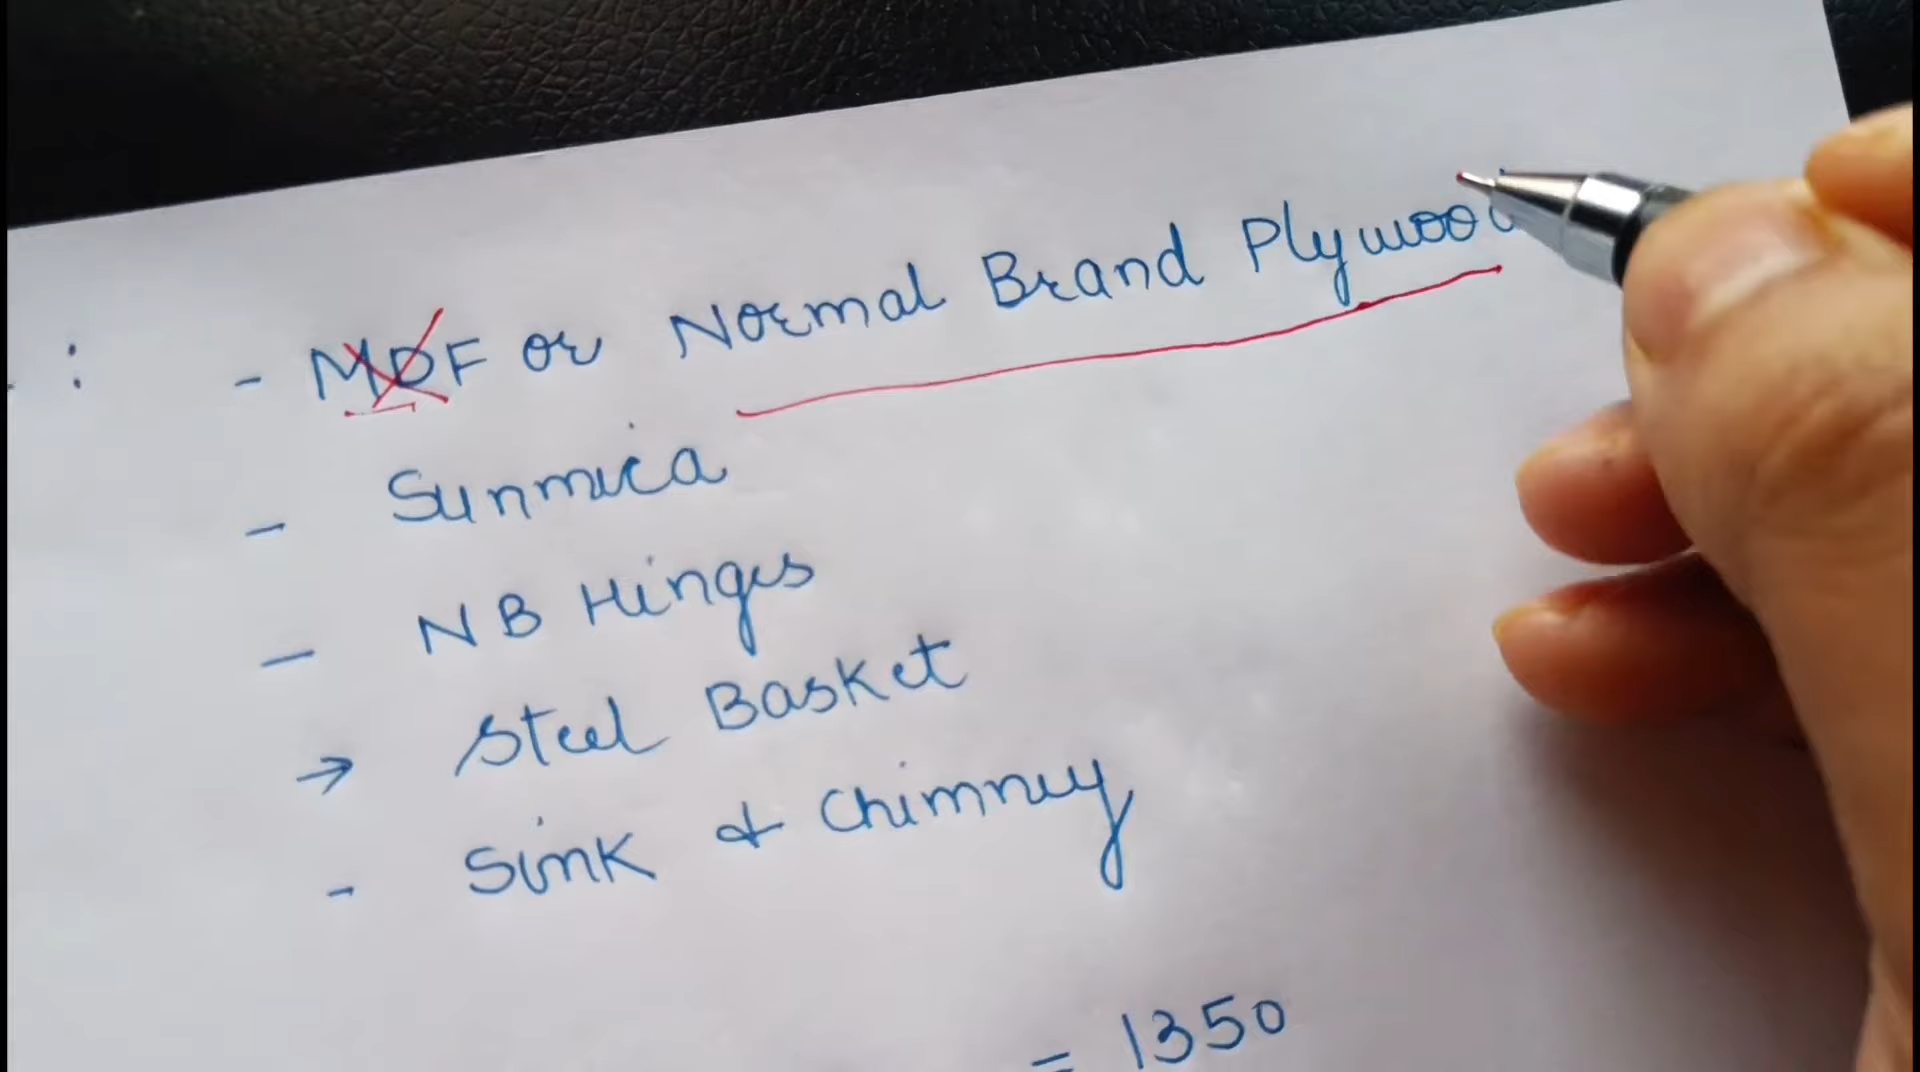 : - MDF or Normal Brand Plywood
- Sunmica
- NB Hinges
→ Steel Basket
- Sink & Chimney
= 1350